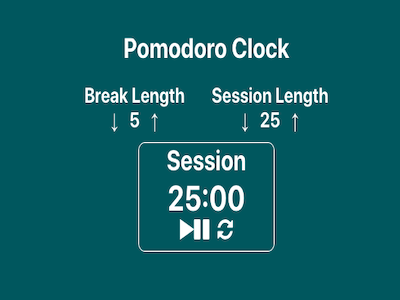 Pomodoro Clock
Break Length Session Length
↓ 5 ↑ ↓ 25 ↑
Session
25:00